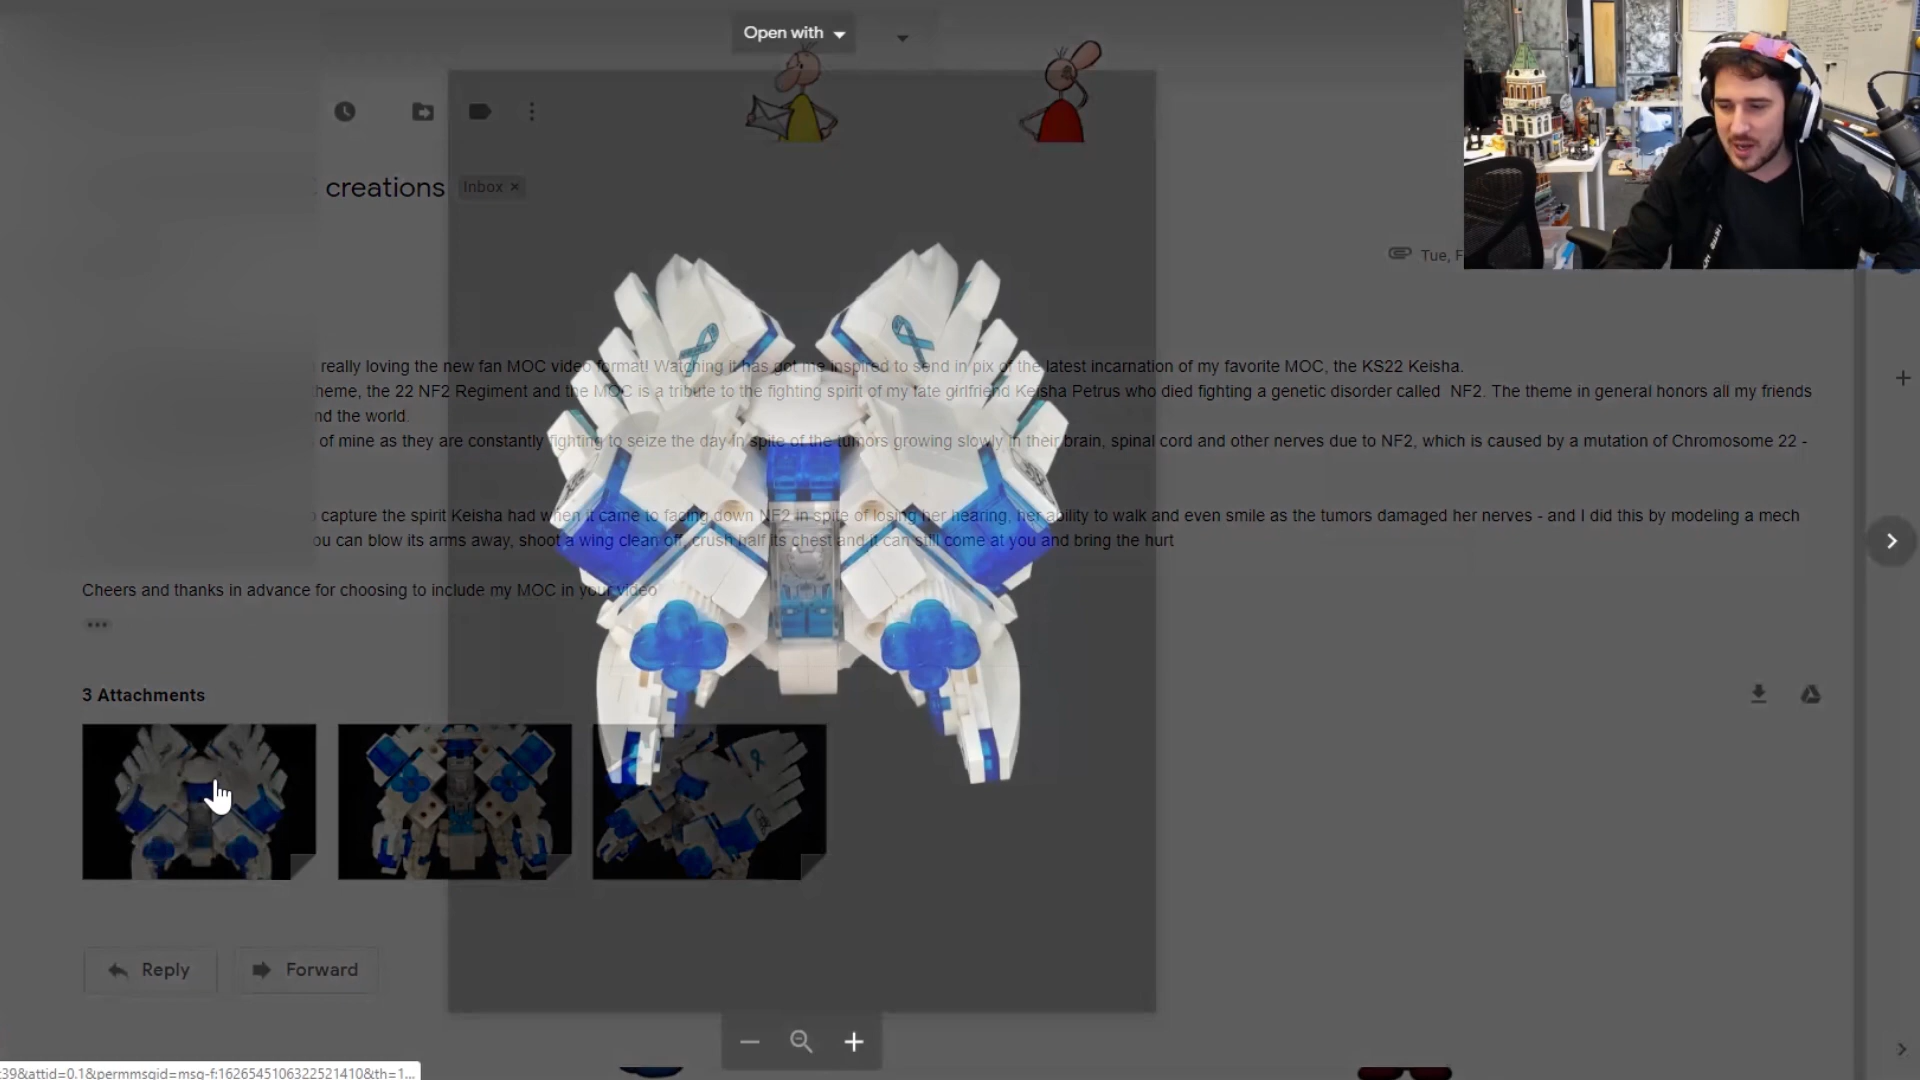 Open with
creations
Inbox ×
Tue, F
really loving the new fan MOC video format! Watching it has got me inspired to send in pix of the latest incarnation of my favorite MOC, the KS22 Keisha.
heme, the 22 NF2 Regiment and the MOC is a tribute to the fighting spirit of my late girlfriend Keisha Petrus who died fighting a genetic disorder called NF2. The theme in general honors all my friends
nd the world.
of mine as they are constantly fighting to seize the day in spite of the tumors growing slowly in their brain, spinal cord and other nerves due to NF2, which is caused by a mutation of Chromosome 22 -
capture the spirit Keisha had when it came to facing down NF2 in spite of losing her hearing, her ability to walk and even smile as the tumors damaged her nerves - and I did this by modeling a mech
ou can blow its arms away, shoot a wing clean off, crush half its chest and it can still come at you and bring the hurt
Cheers and thanks in advance for choosing to include my MOC in your video
3 Attachments
Reply
Forward
:39&attid=0.1&permmsgid=msg-f:1626545106322521410&th=1...